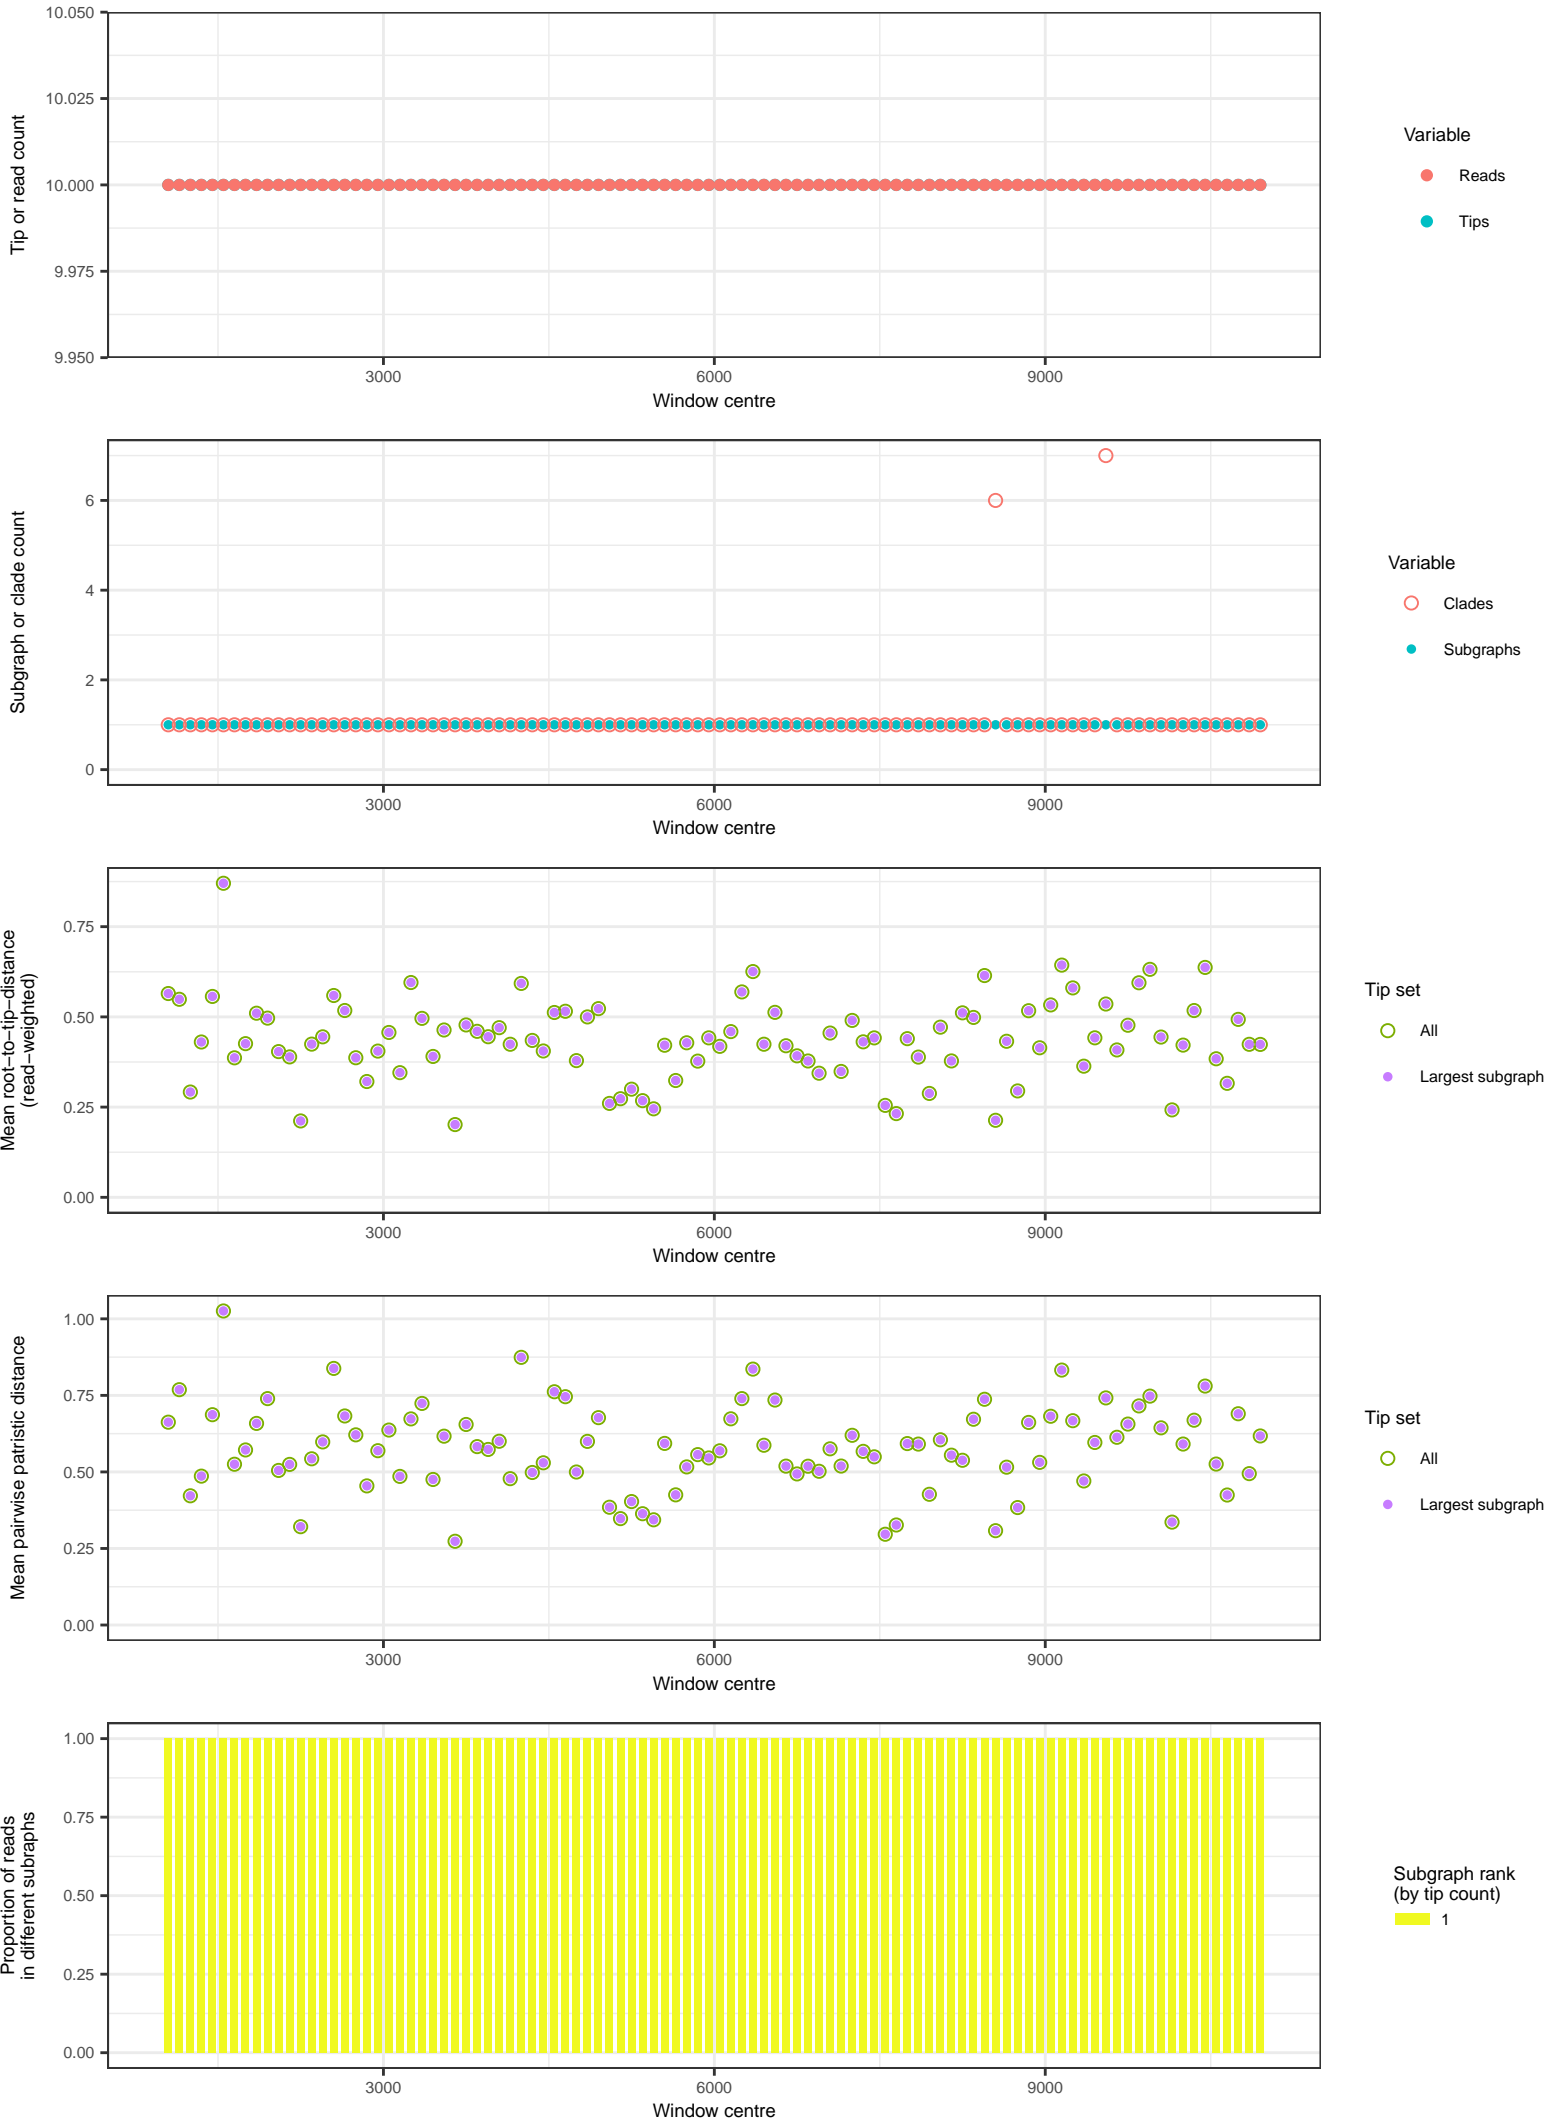 10.050
10.025
10.000
9.975
9.950
Tip or read count
3000 6000 9000
Window centre
Variable
Reads
Tips
6
4
2
0
Subgraph or clade count
3000 6000 9000
Window centre
Variable
Clades
Subgraphs
0.75
0.50
0.25
0.00
Mean root−to−tip−distance
(read−weighted)
3000 6000 9000
Window centre
Tip set
All
Largest subgraph
1.00
0.75
0.50
0.25
0.00
Mean pairwise patristic distance
3000 6000 9000
Window centre
Tip set
All
Largest subgraph
1.00
0.75
0.50
0.25
0.00
Proportion of reads
in different subraphs
3000 6000 9000
Window centre
Subgraph rank
(by tip count)
1